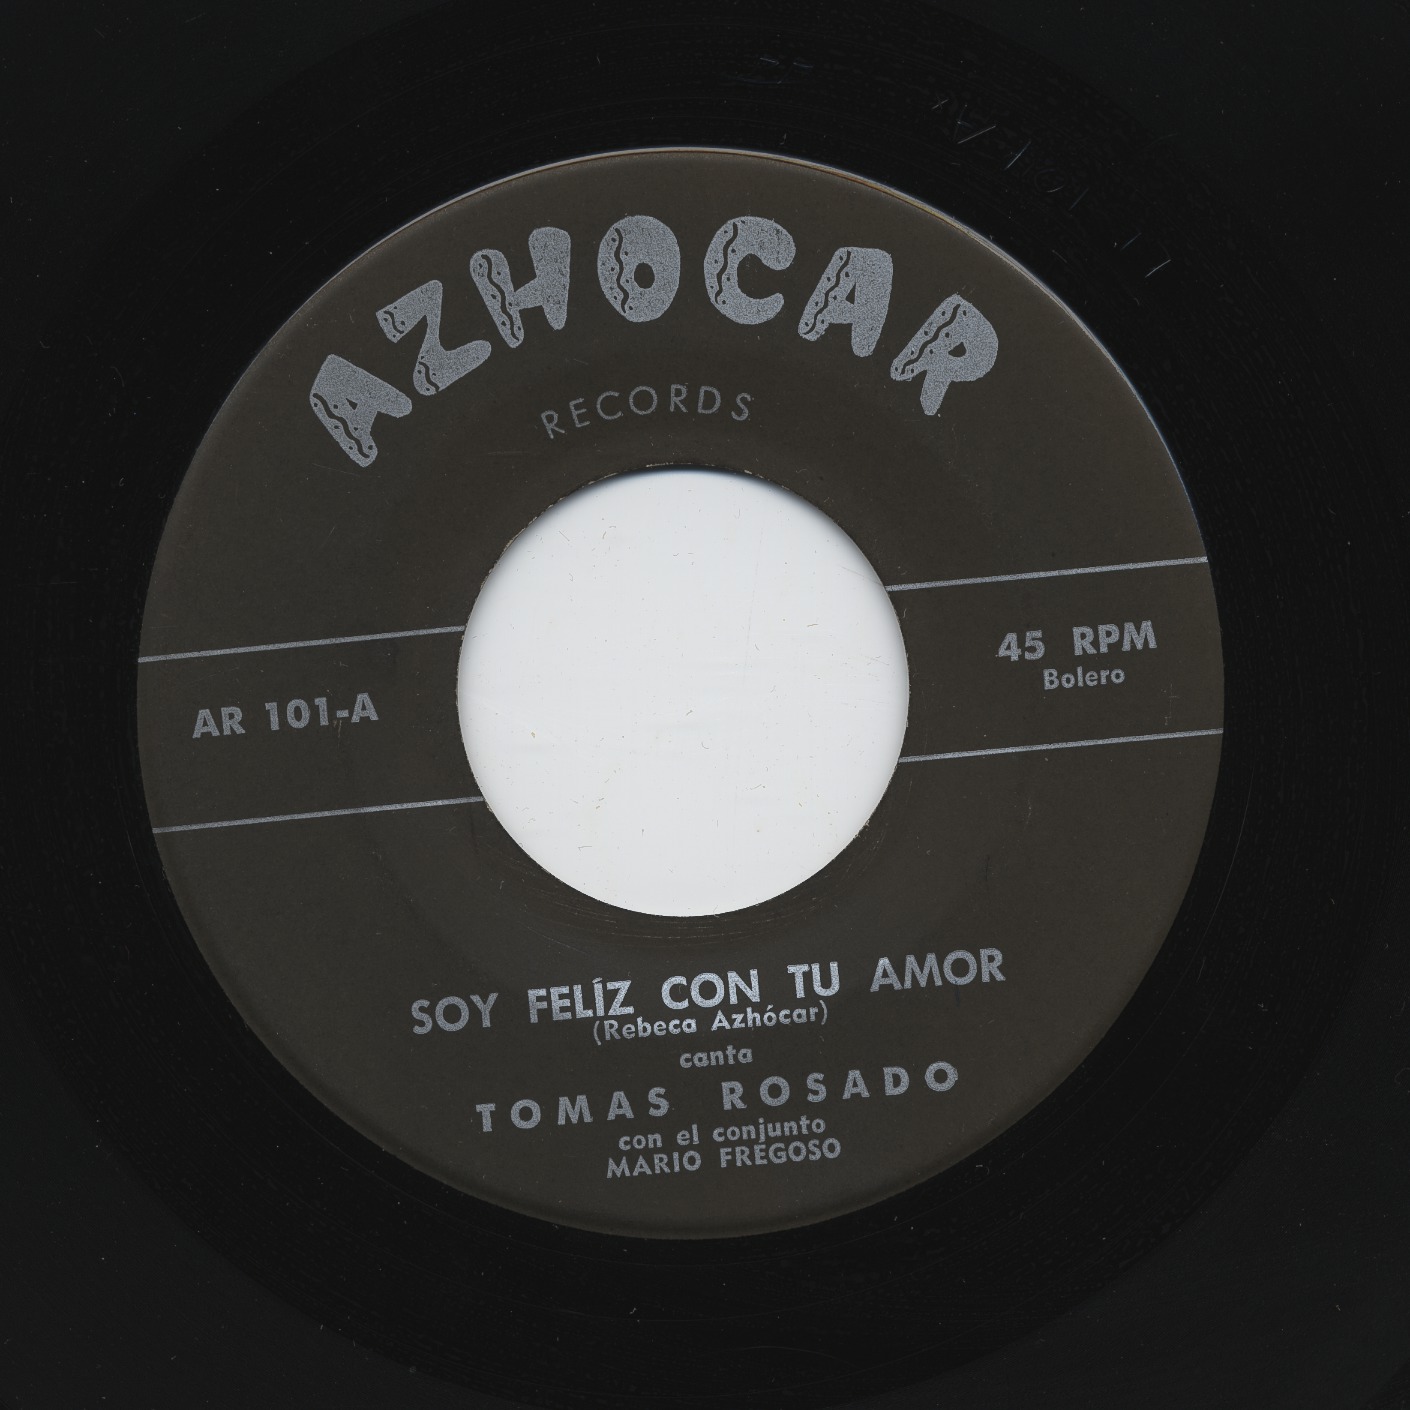 AZHOCAR
RECORDS
45 RPM
Bolero
AR 101-A
SOY FELÍZ CON TU AMOR
(Rebeca Azhócar)
canta
TOMAS ROSADO
con el conjunto
MARIO FREGOSO